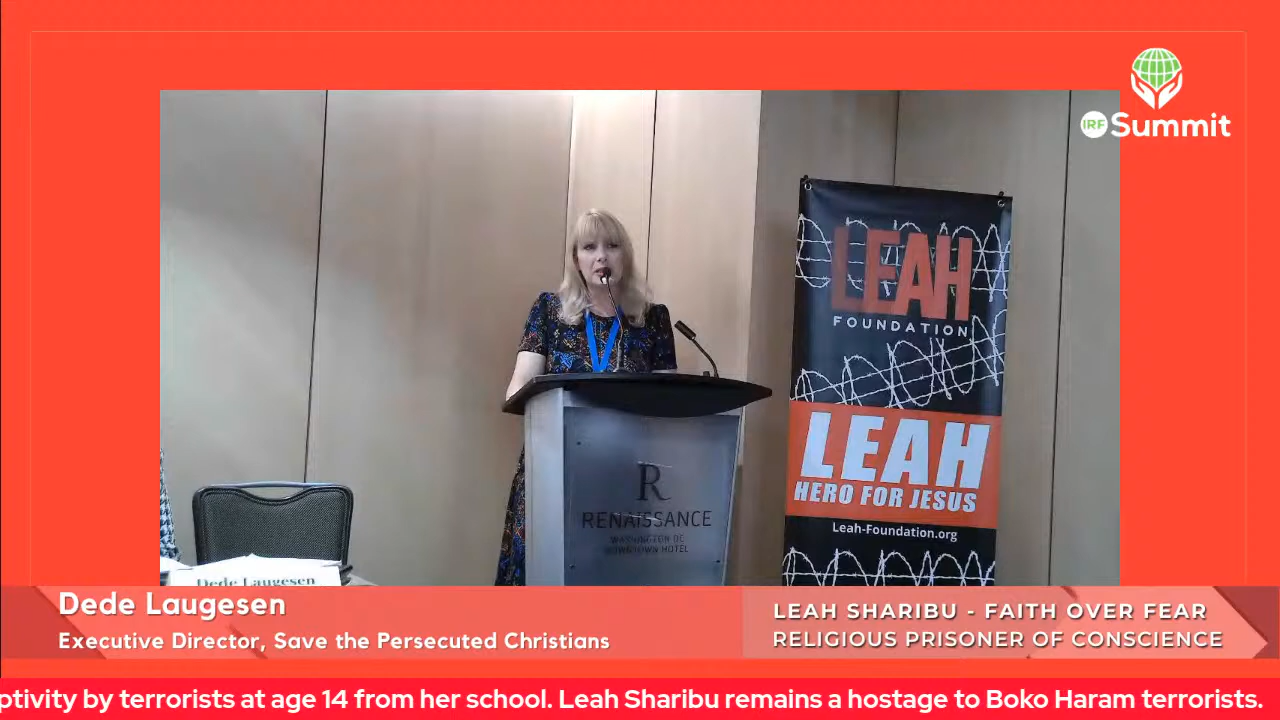 IRF Summit
LEAH
FOUNDATION
LEAH
HERO FOR JESUS
Leah-Foundation.org
R
RENAISSANCE
WASHINGTON DC
DOWNTOWN HOTEL
Dede Laugesen
Dede Laugesen
Executive Director, Save the Persecuted Christians
LEAH SHARIBU - FAITH OVER FEAR
RELIGIOUS PRISONER OF CONSCIENCE
ptivity by terrorists at age 14 from her school. Leah Sharibu remains a hostage to Boko Haram terrorists.